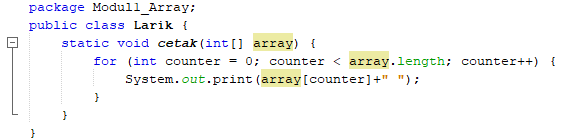 package Modul1_Array;
public class Larik {
    static void cetak(int[] array) {
        for (int counter = 0; counter < array.length; counter++) {
            System.out.print(array[counter]+" ");
        }
    }
}